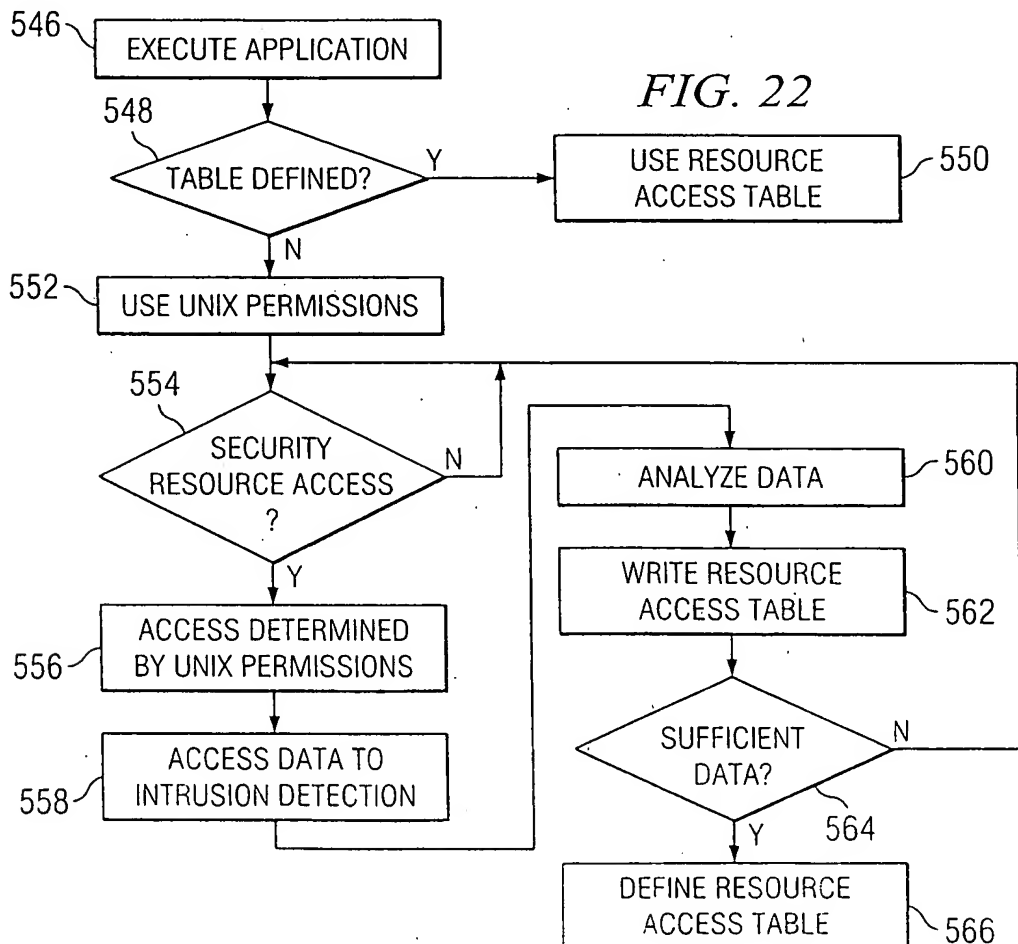 546
EXECUTE APPLICATION
FIG. 22
548
TABLE DEFINED?
Y
USE RESOURCE
ACCESS TABLE
550
N
552
USE UNIX PERMISSIONS
554
SECURITY
RESOURCE ACCESS
?
N
Y
556
ACCESS DETERMINED
BY UNIX PERMISSIONS
558
ACCESS DATA TO
INTRUSION DETECTION
ANALYZE DATA
560
WRITE RESOURCE
ACCESS TABLE
562
SUFFICIENT
DATA?
N
564
Y
DEFINE RESOURCE
ACCESS TABLE
566